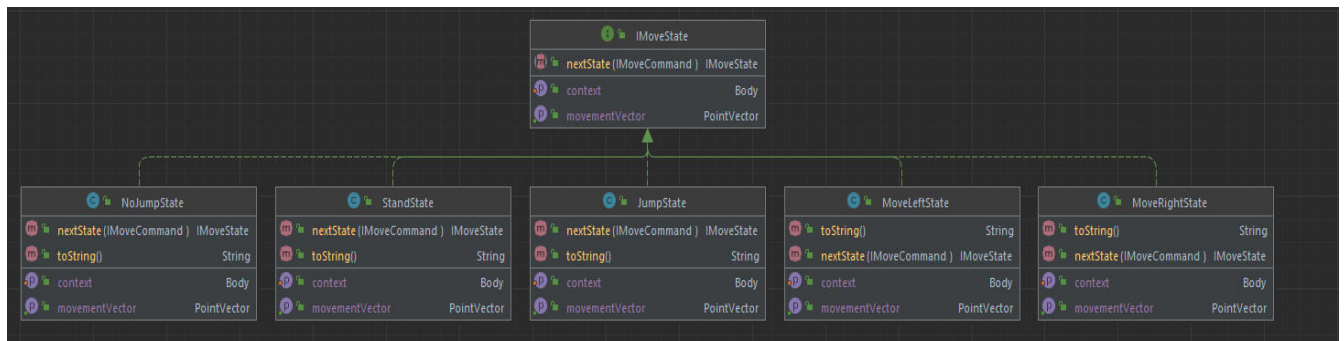 IMoveState
nextState(IMoveCommand ) IMoveState
context Body
movementVector PointVector
NoJumpState
nextState(IMoveCommand ) IMoveState
toString() String
context Body
movementVector PointVector
StandState
nextState(IMoveCommand ) IMoveState
toString() String
context Body
movementVector PointVector
JumpState
nextState(IMoveCommand ) IMoveState
toString() String
context Body
movementVector PointVector
MoveLeftState
toString() String
nextState(IMoveCommand ) IMoveState
context Body
movementVector PointVector
MoveRightState
toString() String
nextState(IMoveCommand ) IMoveState
context Body
movementVector PointVector